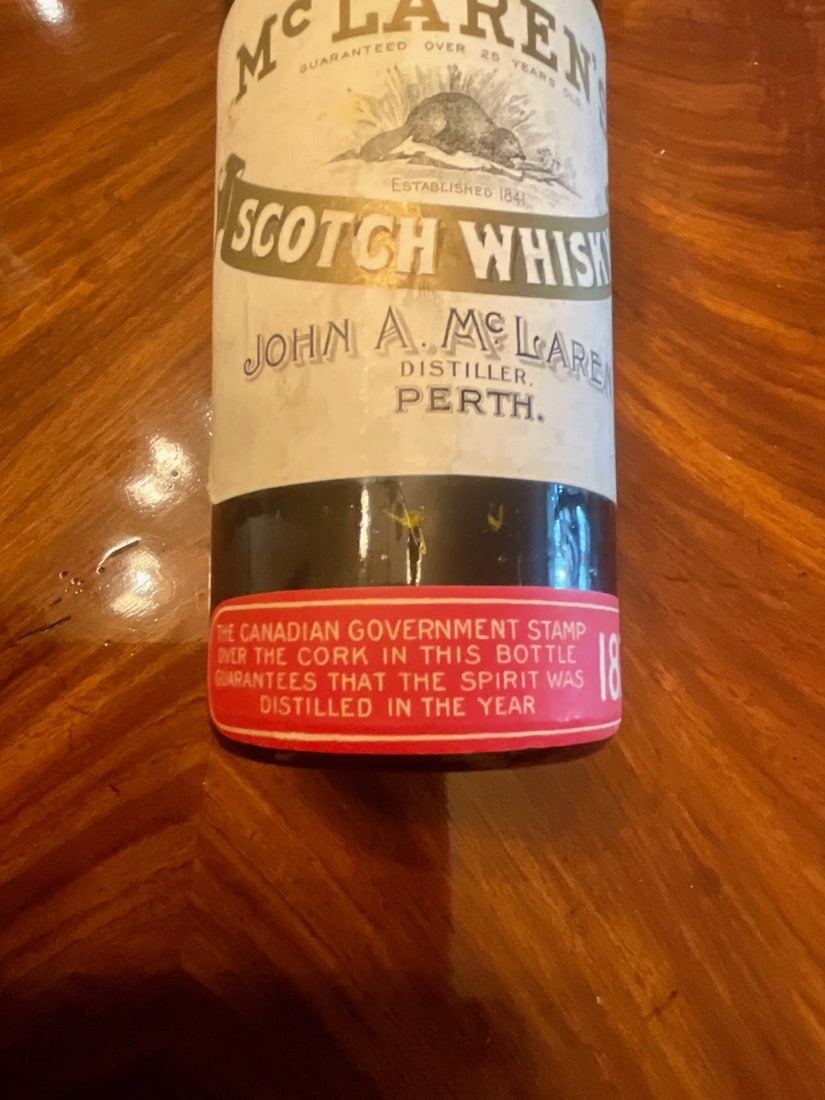 McLAREN'S
GUARANTEED OVER 25 YEARS OLD.
ESTABLISHED 1841.
SCOTCH WHISKY
JOHN A. McLAREN
DISTILLER,
PERTH.
THE CANADIAN GOVERNMENT STAMP
OVER THE CORK IN THIS BOTTLE
GUARANTEES THAT THE SPIRIT WAS
DISTILLED IN THE YEAR
18